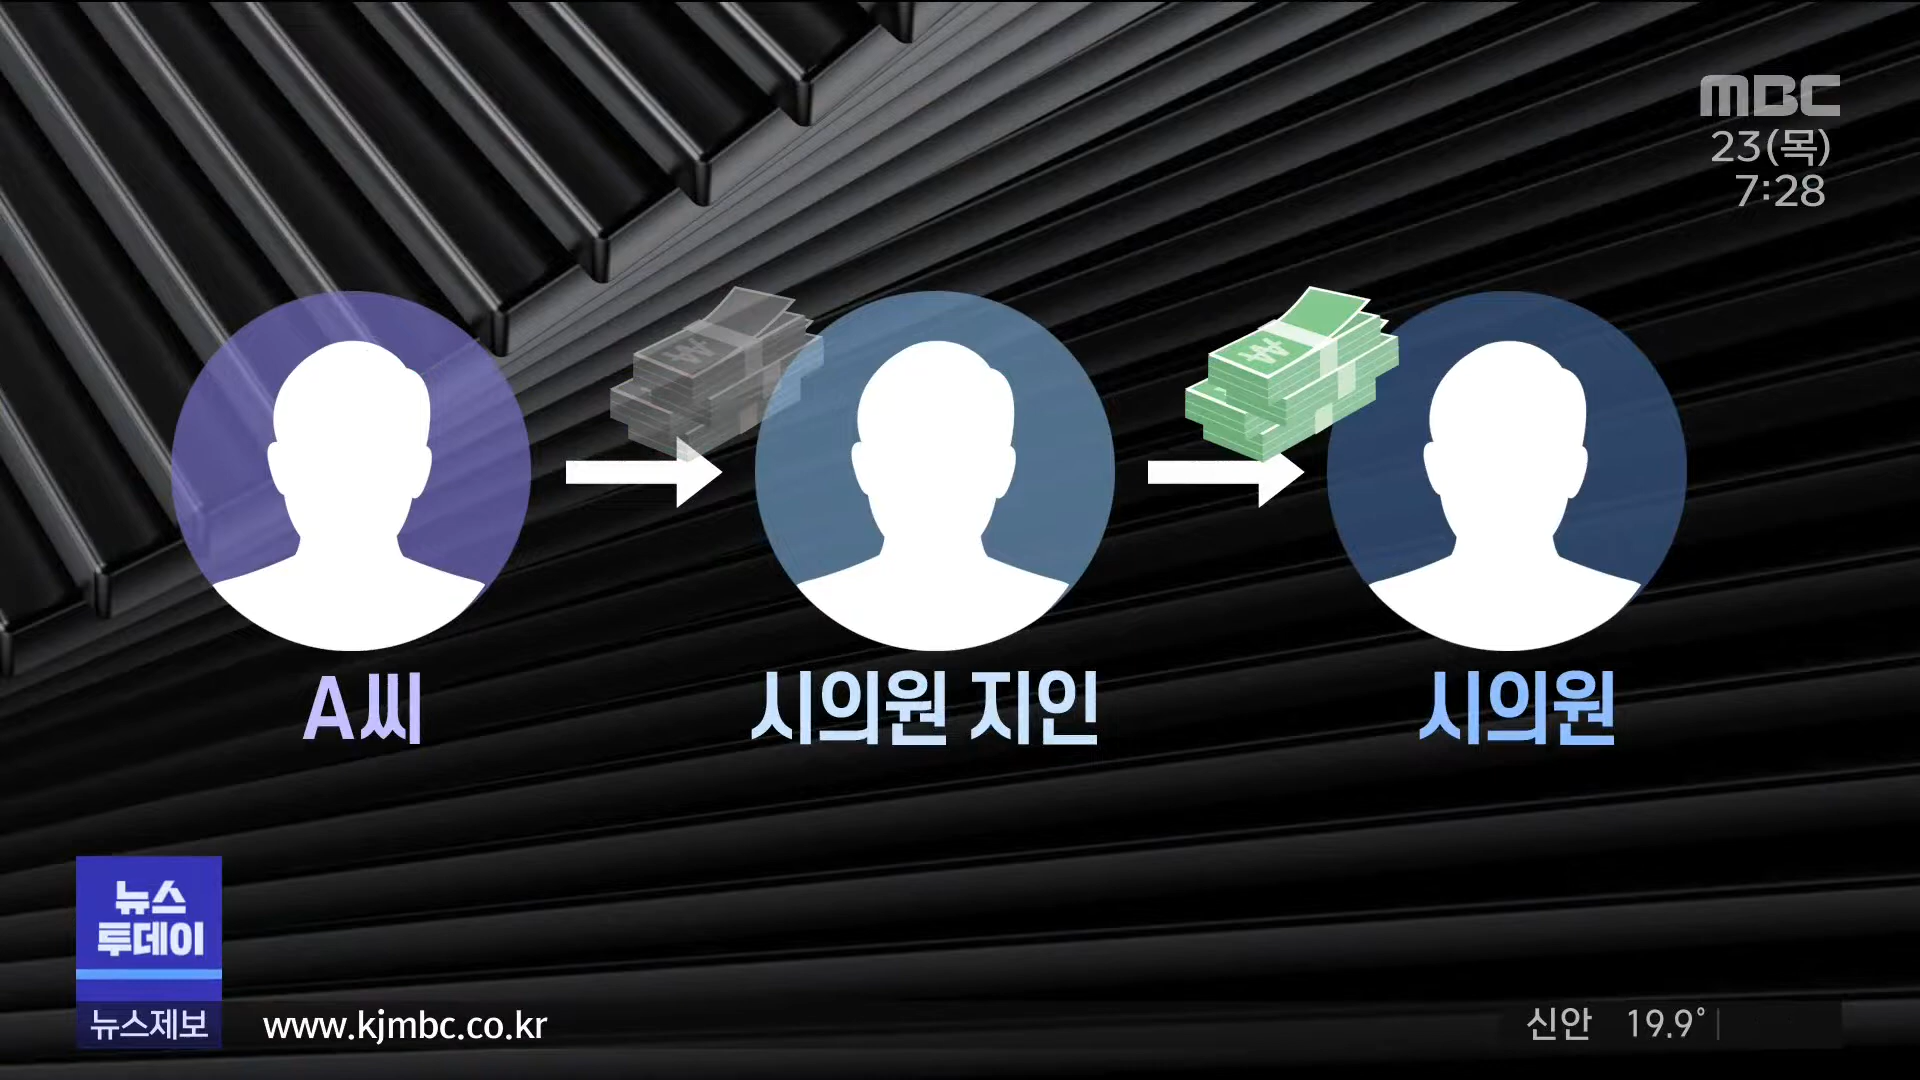 MBC
23(목)
7:28
₩
₩
A씨
시의원 지인
시의원
뉴스
투데이
뉴스제보 www.kjmbc.co.kr
신안 19.9°